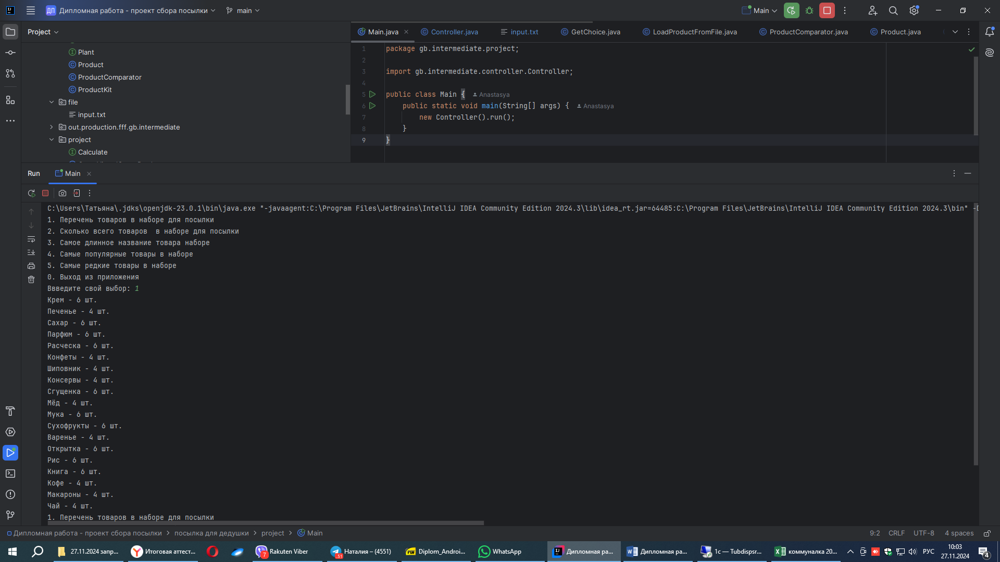 ДП Дипломная работа - проект сбора посылки main Main
Project
Main.java Controller.java input.txt GetChoice.java LoadProductFromFile.java ProductComparator.java Product.java
Plant
Product
ProductComparator
ProductKit
file
input.txt
out.production.fff.gb.intermediate
project
Calculate
1 package gb.intermediate.project;
2
3 import gb.intermediate.controller.Controller;
4
5 public class Main { Anastasya
6 public static void main(String[] args) { Anastasya
7 new Controller().run();
8 }
9 }
Run Main
C:\Users\Татьяна\.jdks\openjdk-23.0.1\bin\java.exe "-javaagent:C:\Program Files\JetBrains\IntelliJ IDEA Community Edition 2024.3\lib\idea_rt.jar=64485:C:\Program Files\JetBrains\IntelliJ IDEA Community Edition 2024.3\bin"
1. Перечень товаров в наборе для посылки
2. Сколько всего товаров  в наборе для посылки
3. Самое длинное название товара наборе
4. Самые популярные товары в наборе
5. Самые редкие товары в наборе
0. Выход из приложения
Ввведите свой выбор: 1
Крем - 6 шт.
Печенье - 4 шт.
Сахар - 6 шт.
Парфюм - 6 шт.
Расческа - 6 шт.
Конфеты - 4 шт.
Шиповник - 4 шт.
Консервы - 4 шт.
Сгущенка - 6 шт.
Мёд - 4 шт.
Мука - 6 шт.
Сухофрукты - 6 шт.
Варенье - 4 шт.
Открытка - 6 шт.
Рис - 6 шт.
Книга - 6 шт.
Кофе - 4 шт.
Макароны - 4 шт.
Чай - 4 шт.
1. Перечень товаров в наборе для посылки
Дипломная работа - проект сбора посылки > посылка для дедушки > project > Main 9:2 CRLF UTF-8 4 spaces
27.11.2024 запр... Итоговая аттест... 7 Rakuten Viber ..51 Наталия – (4551) PDF Diplom_Androi... WhatsApp Дипломная ра... Дипломная ра... 1c — Tubdispsr... коммуналка 20... РУС 10:03 4
27.11.2024